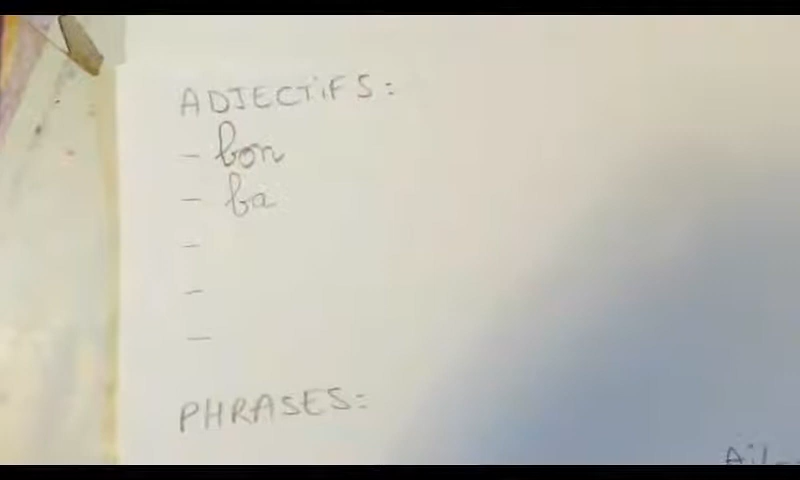 ADJECTIFS:
- bon
- ba
-
-
-
PHRASES: